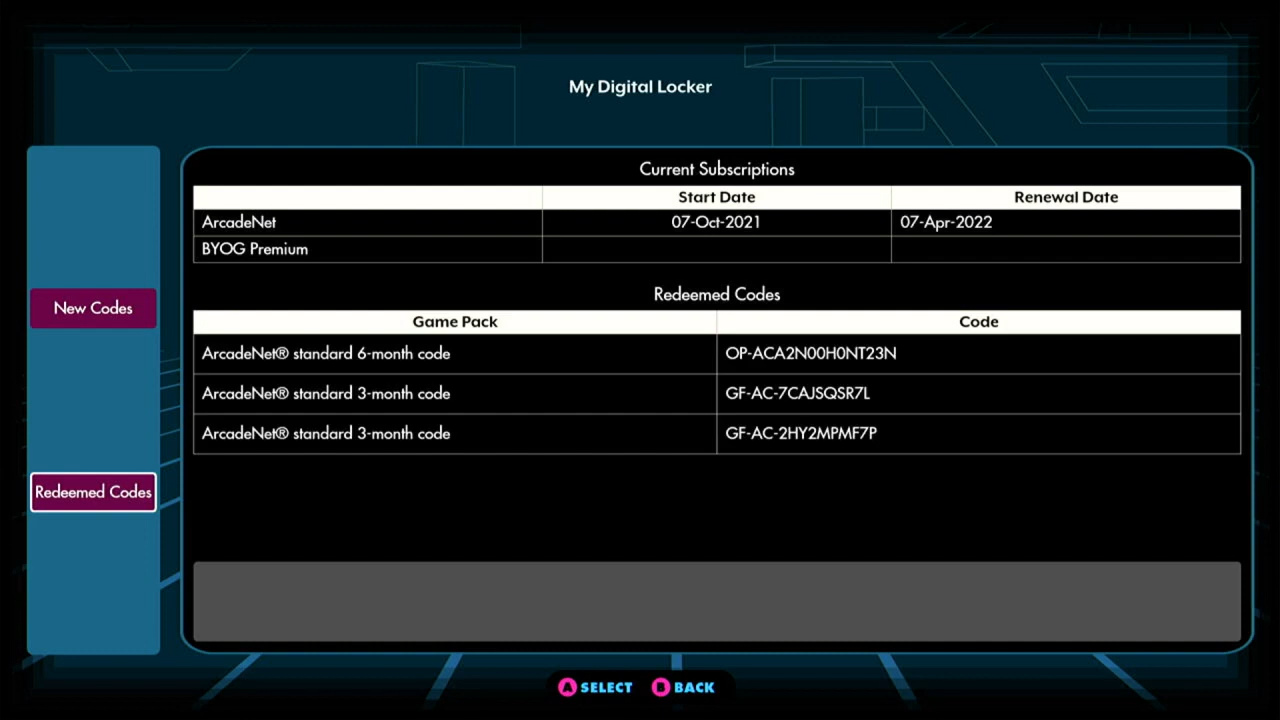 My Digital Locker
Current Subscriptions
Start Date Renewal Date
ArcadeNet 07-Oct-2021 07-Apr-2022
BYOG Premium
New Codes
Redeemed Codes
Game Pack Code
ArcadeNet® standard 6-month code OP-ACA2N00H0NT23N
ArcadeNet® standard 3-month code GF-AC-7CAJSQSR7L
ArcadeNet® standard 3-month code GF-AC-2HY2MPMF7P
Redeemed Codes
A SELECT B BACK